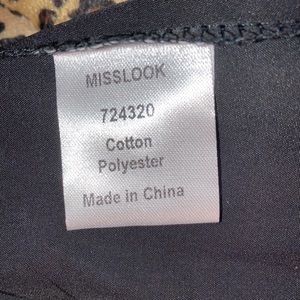 MISSLOOK
724320
Cotton
Polyester
Made in China